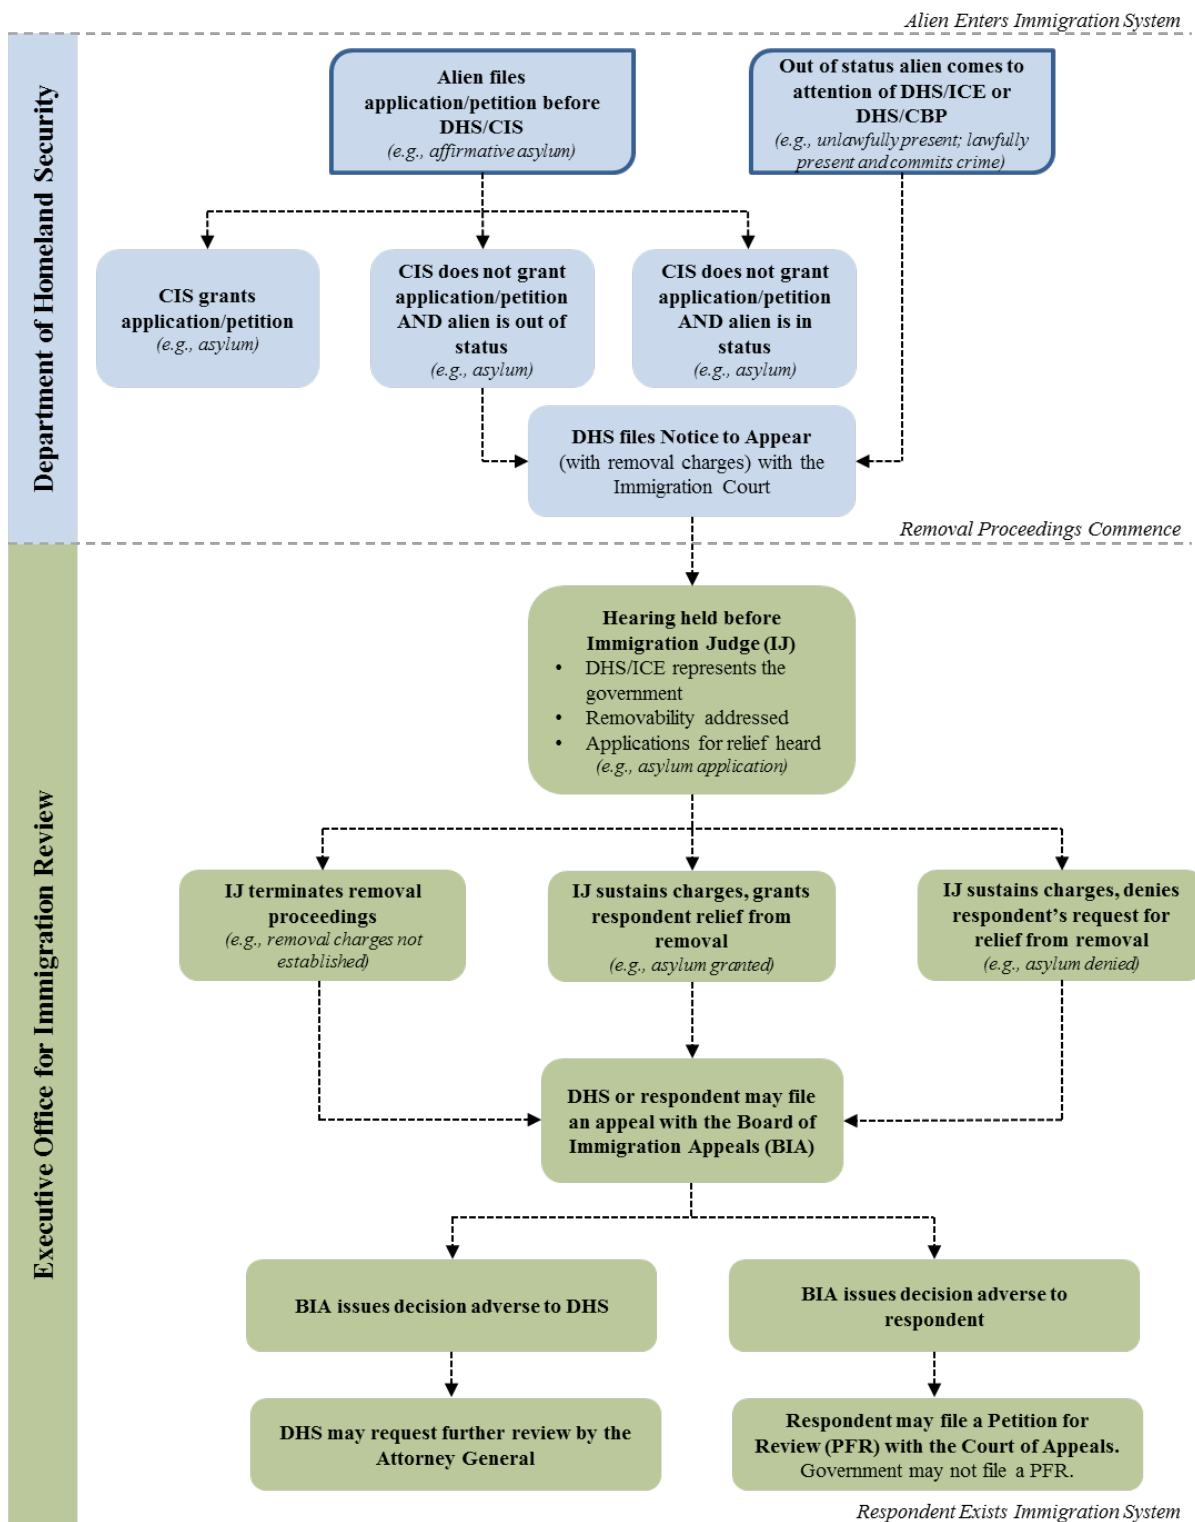 Alien Enters Immigration System
Department of Homeland Security
Alien files
application/petition before
DHS/CIS
(e.g., affirmative asylum)
Out of status alien comes to
attention of DHS/ICE or
DHS/CBP
(e.g., unlawfully present; lawfully
present and commits crime)
CIS grants
application/petition
(e.g., asylum)
CIS does not grant
application/petition
AND alien is out of
status
(e.g., asylum)
CIS does not grant
application/petition
AND alien is in
status
(e.g., asylum)
DHS files Notice to Appear
(with removal charges) with the
Immigration Court
Removal Proceedings Commence
Executive Office for Immigration Review
Hearing held before
Immigration Judge (IJ)
• DHS/ICE represents the
government
• Removability addressed
• Applications for relief heard
(e.g., asylum application)
IJ terminates removal
proceedings
(e.g., removal charges not
established)
IJ sustains charges, grants
respondent relief from
removal
(e.g., asylum granted)
IJ sustains charges, denies
respondent's request for
relief from removal
(e.g., asylum denied)
DHS or respondent may file
an appeal with the Board of
Immigration Appeals (BIA)
BIA issues decision adverse to DHS
BIA issues decision adverse to
respondent
DHS may request further review by the
Attorney General
Respondent may file a Petition for
Review (PFR) with the Court of Appeals.
Government may not file a PFR.
Respondent Exists Immigration System